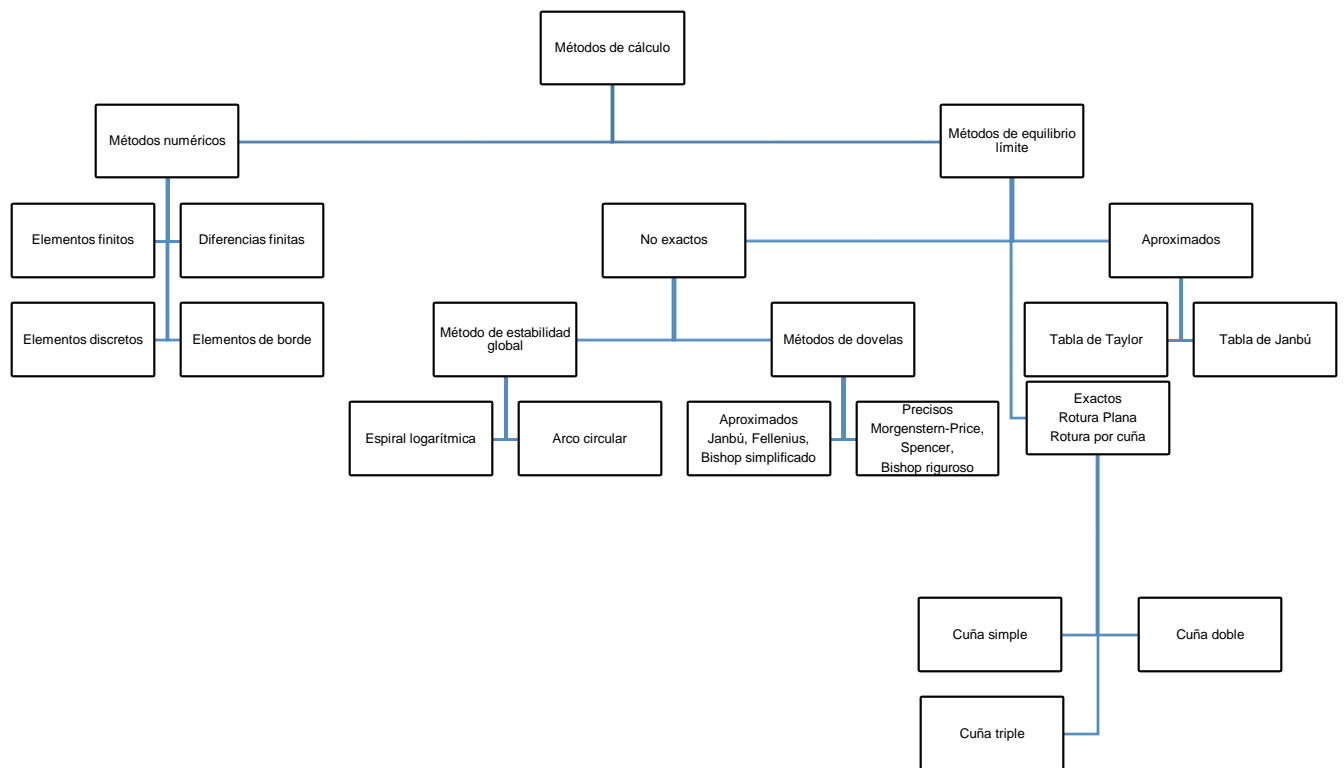 Métodos de cálculo
Métodos numéricos
Métodos de equilibrio
límite
Elementos finitos
Diferencias finitas
No exactos
Aproximados
Elementos discretos
Elementos de borde
Método de estabilidad
global
Métodos de dovelas
Tabla de Taylor
Tabla de Janbú
Espiral logarítmica
Arco circular
Aproximados
Janbú, Fellenius,
Bishop simplificado
Precisos
Morgenstern-Price,
Spencer,
Bishop riguroso
Exactos
Rotura Plana
Rotura por cuña
Cuña simple
Cuña doble
Cuña triple